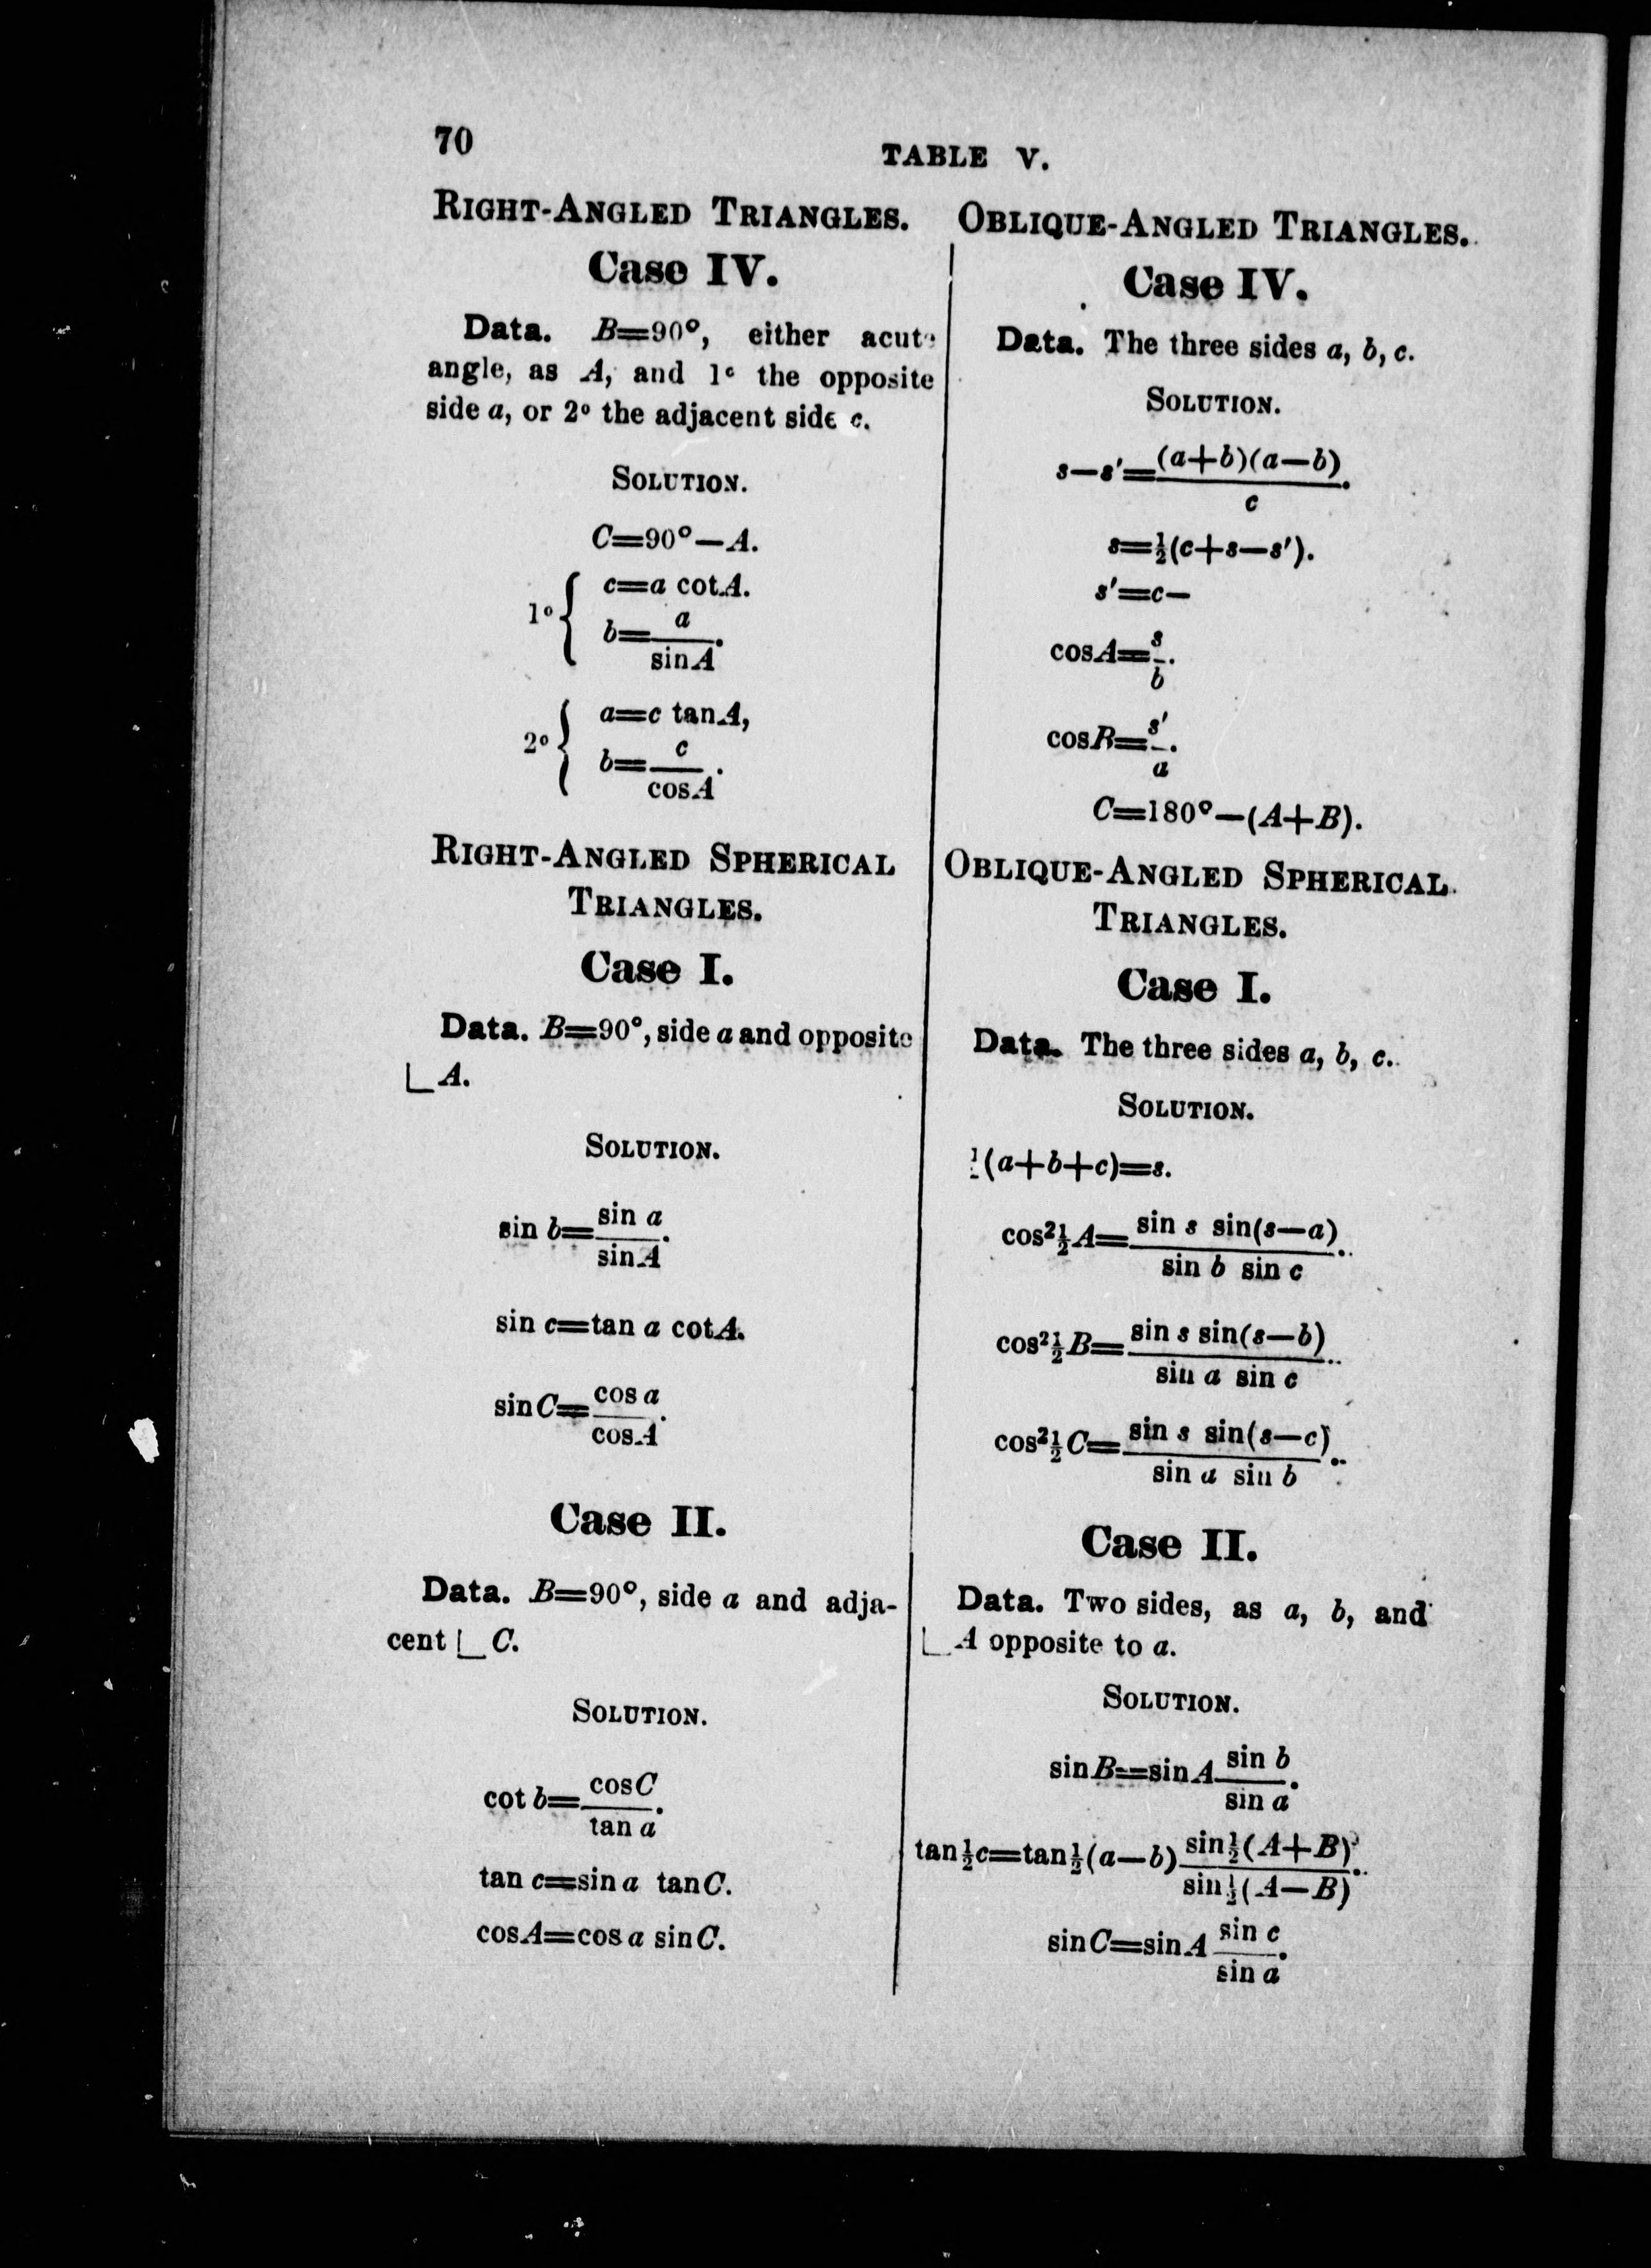 70
TABLE V.
RIGHT-ANGLED TRIANGLES.
Case IV.
Data. B=90°, either acute
angle, as A, and 1° the opposite
side a, or 2° the adjacent side c.
SOLUTION.
C=90°—A.
1° { c=a cotA.
b=a/sinA.
2° { a=c tanA,
b=c/cosA.
RIGHT-ANGLED SPHERICAL
TRIANGLES.
Case I.
Data. B=90°, side a and opposite
∟A.
SOLUTION.
sin b=sin a/sinA.
sin c=tan a cotA.
sinC=cos a/cosA.
Case II.
Data. B=90°, side a and adja-
cent ∟C.
SOLUTION.
cot b=cosC/tan a.
tan c=sin a tanC.
cosA=cos a sinC.
OBLIQUE-ANGLED TRIANGLES.
Case IV.
Data. The three sides a, b, c.
SOLUTION.
s—s′=(a+b)(a—b)/c.
s=½(c+s—s′).
s′=c—
cosA=s/b.
cosB=s′/a.
C=180°—(A+B).
OBLIQUE-ANGLED SPHERICAL
TRIANGLES.
Case I.
Data. The three sides a, b, c.
SOLUTION.
½(a+b+c)=s.
cos²½A=sin s sin(s—a)/sin b sin c.
cos²½B=sin s sin(s—b)/sin a sin c.
cos²½C=sin s sin(s—c)/sin a sin b.
Case II.
Data. Two sides, as a, b, and
∟A opposite to a.
SOLUTION.
sinB=sinA sin b/sin a.
tan½c=tan½(a—b) sin½(A+B)/sin½(A—B).
sinC=sinA sin c/sin a.